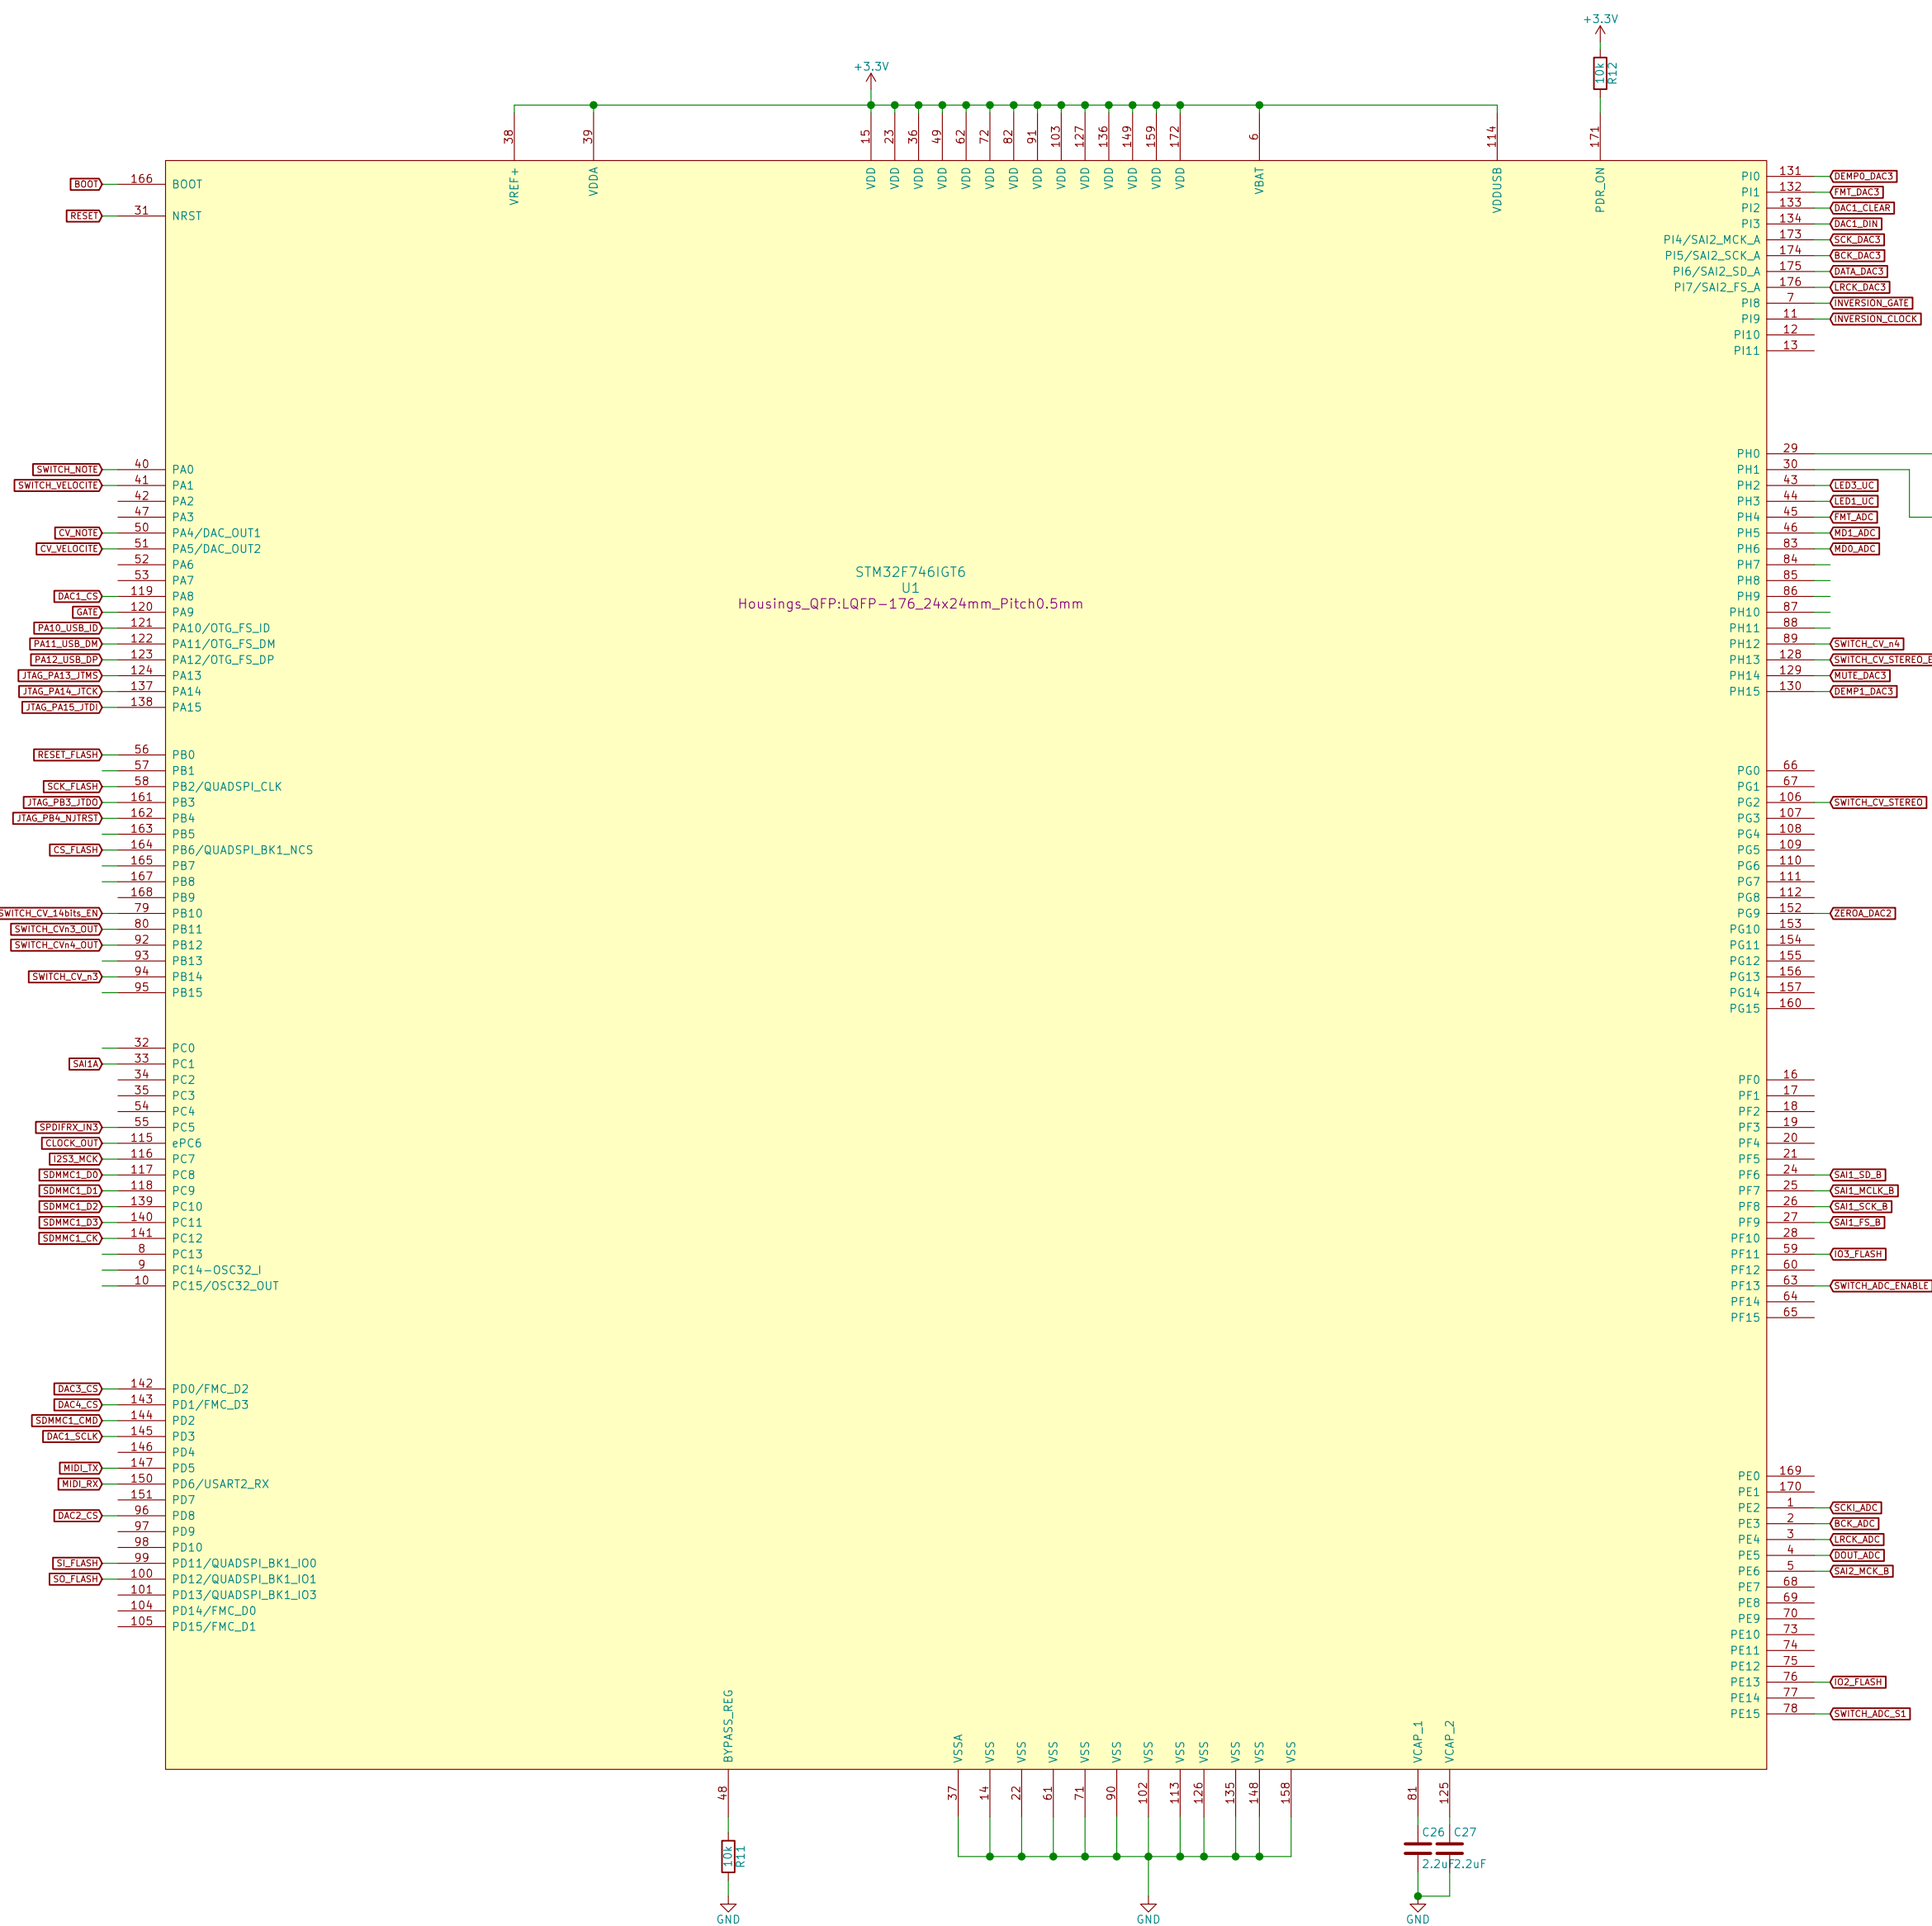 +3.3V
10k
R12
+3.3V
38
39
15
23
36
49
62
72
82
91
103
127
136
149
159
172
6
114
171
VREF+
VDDA
VDD
VDD
VDD
VDD
VDD
VDD
VDD
VDD
VDD
VDD
VDD
VDD
VDD
VDD
VBAT
VDDUSB
PDR_ON
BOOT 166 BOOT
RESET 31 NRST
SWITCH_NOTE 40 PA0
SWITCH_VELOCITE 41 PA1
42 PA2
47 PA3
CV_NOTE 50 PA4/DAC_OUT1
CV_VELOCITE 51 PA5/DAC_OUT2
52 PA6
53 PA7
DAC1_CS 119 PA8
GATE 120 PA9
PA10_USB_ID 121 PA10/OTG_FS_ID
PA11_USB_DM 122 PA11/OTG_FS_DM
PA12_USB_DP 123 PA12/OTG_FS_DP
JTAG_PA13_JTMS 124 PA13
JTAG_PA14_JTCK 137 PA14
JTAG_PA15_JTDI 138 PA15
RESET_FLASH 56 PB0
57 PB1
SCK_FLASH 58 PB2/QUADSPI_CLK
JTAG_PB3_JTDO 161 PB3
JTAG_PB4_NJTRST 162 PB4
163 PB5
CS_FLASH 164 PB6/QUADSPI_BK1_NCS
165 PB7
167 PB8
168 PB9
SWITCH_CV_14bits_EN 79 PB10
SWITCH_CVn3_OUT 80 PB11
SWITCH_CVn4_OUT 92 PB12
93 PB13
SWITCH_CV_n3 94 PB14
95 PB15
32 PC0
SAI1A 33 PC1
34 PC2
35 PC3
54 PC4
SPDIFRX_IN3 55 PC5
CLOCK_OUT 115 ePC6
I2S3_MCK 116 PC7
SDMMC1_D0 117 PC8
SDMMC1_D1 118 PC9
SDMMC1_D2 139 PC10
SDMMC1_D3 140 PC11
SDMMC1_CK 141 PC12
8 PC13
9 PC14-OSC32_I
10 PC15/OSC32_OUT
DAC3_CS 142 PD0/FMC_D2
DAC4_CS 143 PD1/FMC_D3
SDMMC1_CMD 144 PD2
DAC1_SCLK 145 PD3
146 PD4
MIDI_TX 147 PD5
MIDI_RX 150 PD6/USART2_RX
151 PD7
DAC2_CS 96 PD8
97 PD9
98 PD10
SI_FLASH 99 PD11/QUADSPI_BK1_IO0
SO_FLASH 100 PD12/QUADSPI_BK1_IO1
101 PD13/QUADSPI_BK1_IO3
104 PD14/FMC_D0
105 PD15/FMC_D1
STM32F746IGT6
U1
Housings_QFP:LQFP-176_24x24mm_Pitch0.5mm
PI0 131 DEMP0_DAC3
PI1 132 FMT_DAC3
PI2 133 DAC1_CLEAR
PI3 134 DAC1_DIN
PI4/SAI2_MCK_A 173 SCK_DAC3
PI5/SAI2_SCK_A 174 BCK_DAC3
PI6/SAI2_SD_A 175 DATA_DAC3
PI7/SAI2_FS_A 176 LRCK_DAC3
PI8 7 INVERSION_GATE
PI9 11 INVERSION_CLOCK
PI10 12
PI11 13
PH0 29
PH1 30
PH2 43 LED3_UC
PH3 44 LED1_UC
PH4 45 FMT_ADC
PH5 46 MD1_ADC
PH6 83 MD0_ADC
PH7 84
PH8 85
PH9 86
PH10 87
PH11 88
PH12 89 SWITCH_CV_n4
PH13 128 SWITCH_CV_STEREO_E
PH14 129 MUTE_DAC3
PH15 130 DEMP1_DAC3
PG0 66
PG1 67
PG2 106 SWITCH_CV_STEREO
PG3 107
PG4 108
PG5 109
PG6 110
PG7 111
PG8 112
PG9 152 ZEROA_DAC2
PG10 153
PG11 154
PG12 155
PG13 156
PG14 157
PG15 160
PF0 16
PF1 17
PF2 18
PF3 19
PF4 20
PF5 21
PF6 24 SAI1_SD_B
PF7 25 SAI1_MCLK_B
PF8 26 SAI1_SCK_B
PF9 27 SAI1_FS_B
PF10 28
PF11 59 IO3_FLASH
PF12 60
PF13 63 SWITCH_ADC_ENABLE
PF14 64
PF15 65
PE0 169
PE1 170
PE2 1 SCKI_ADC
PE3 2 BCK_ADC
PE4 3 LRCK_ADC
PE5 4 DOUT_ADC
PE6 5 SAI2_MCK_B
PE7 68
PE8 69
PE9 70
PE10 73
PE11 74
PE12 75
PE13 76 IO2_FLASH
PE14 77
PE15 78 SWITCH_ADC_S1
BYPASS_REG
VSSA
VSS
VSS
VSS
VSS
VSS
VSS
VSS
VSS
VSS
VSS
VSS
VCAP_1
VCAP_2
48
37
14
22
61
71
90
102
113
126
135
148
158
81
125
10k
R11
C26
C27
2.2uF
2.2uF
GND
GND
GND